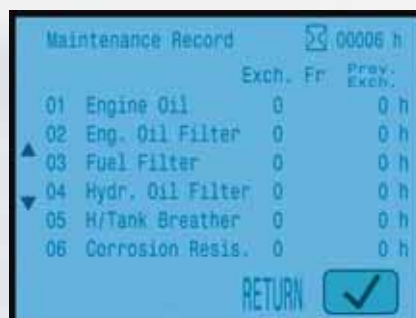 Maintenance Record 00006 h
Exch. Fr Prev. Exch.
01 Engine Oil 0 0 h
02 Eng. Oil Filter 0 0 h
03 Fuel Filter 0 0 h
04 Hydr. Oil Filter 0 0 h
05 H/Tank Breather 0 0 h
06 Corrosion Resis. 0 0 h
RETURN